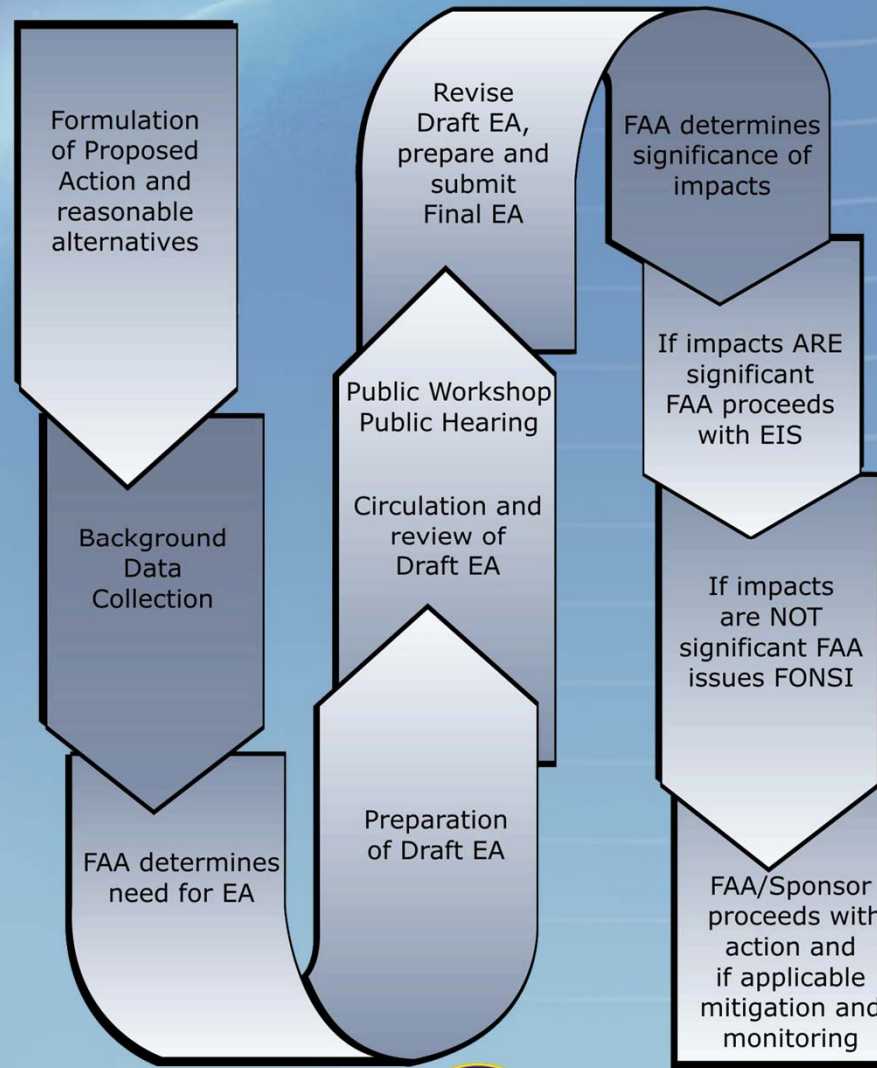 Formulation
of Proposed
Action and
reasonable
alternatives
Background
Data
Collection
FAA determines
need for EA
Preparation
of Draft EA
Public Workshop
Public Hearing
Circulation and
review of
Draft EA
Revise
Draft EA,
prepare and
submit
Final EA
FAA determines
significance of
impacts
If impacts ARE
significant
FAA proceeds
with EIS
If impacts
are NOT
significant FAA
issues FONSI
FAA/Sponsor
proceeds with
action and
if applicable
mitigation and
monitoring